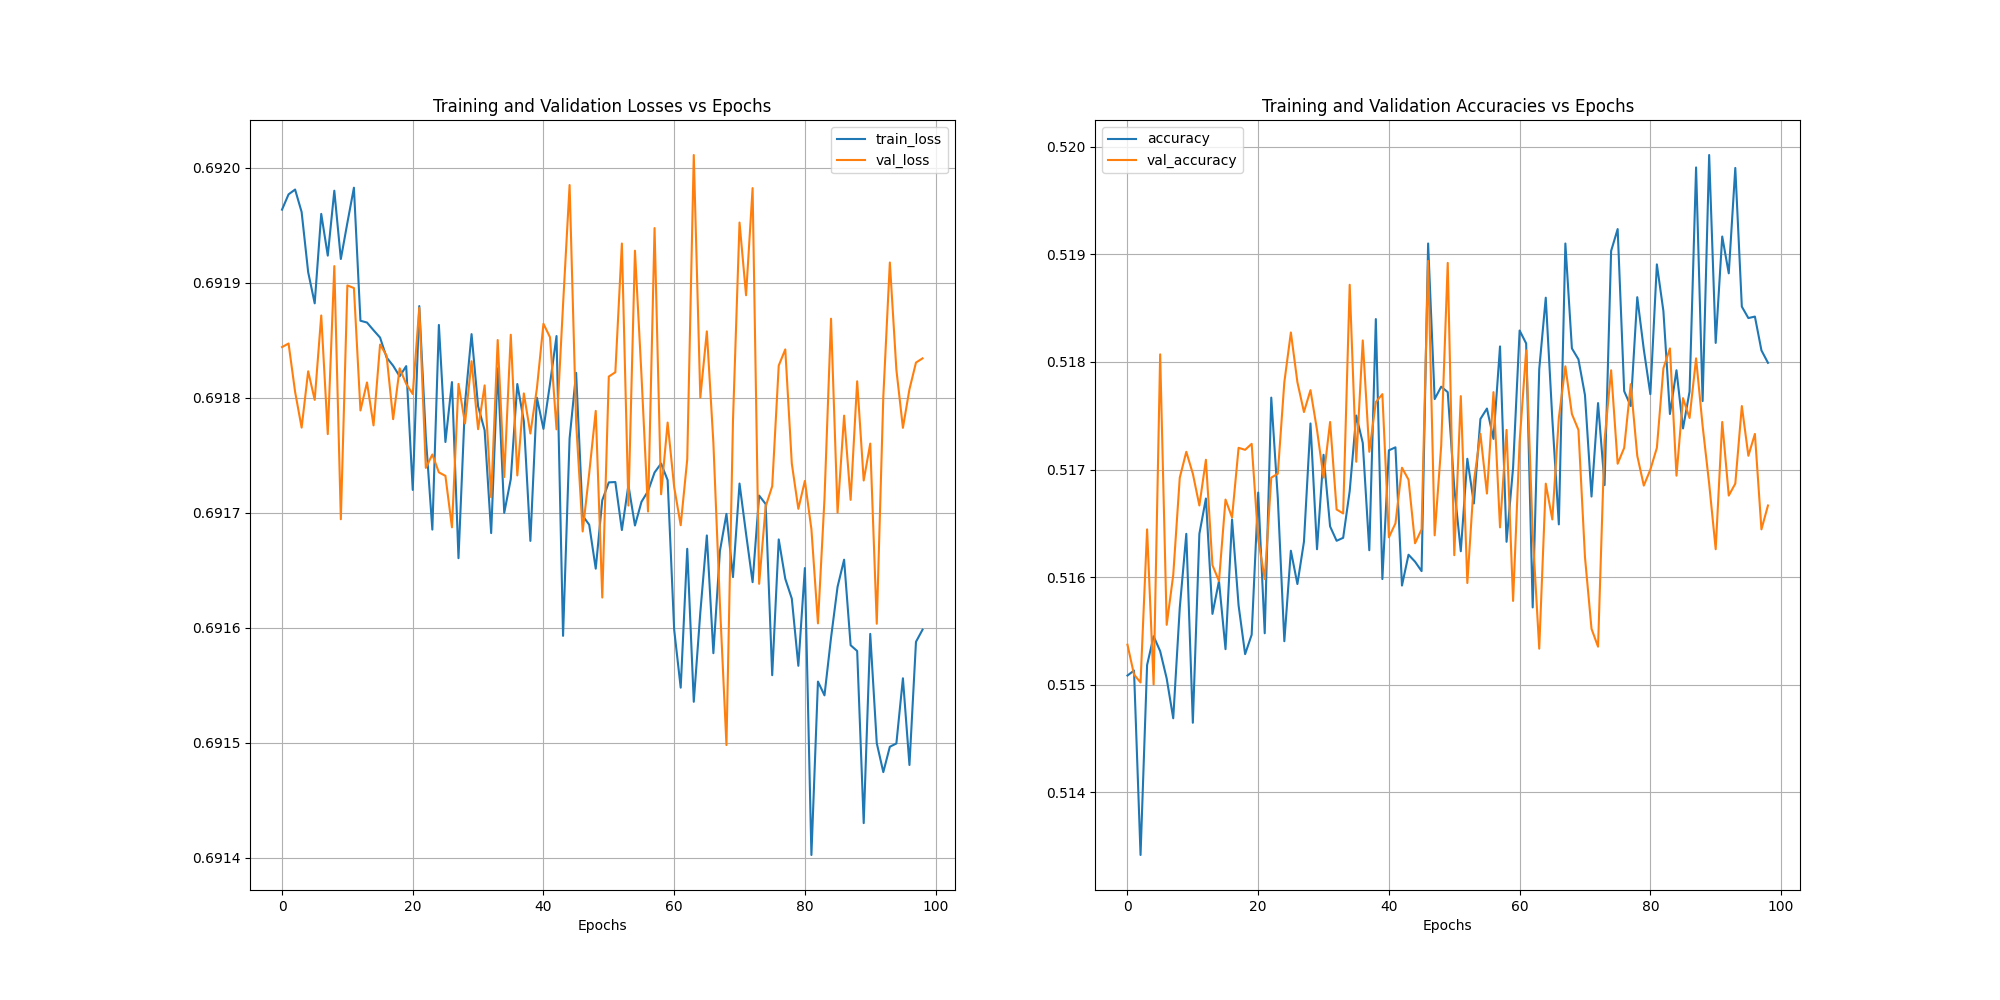 Training and Validation Losses vs Epochs
train_loss
val_loss
0.6920
0.6919
0.6918
0.6917
0.6916
0.6915
0.6914
0 20 40 60 80 100
Epochs
Training and Validation Accuracies vs Epochs
accuracy
val_accuracy
0.520
0.519
0.518
0.517
0.516
0.515
0.514
0 20 40 60 80 100
Epochs